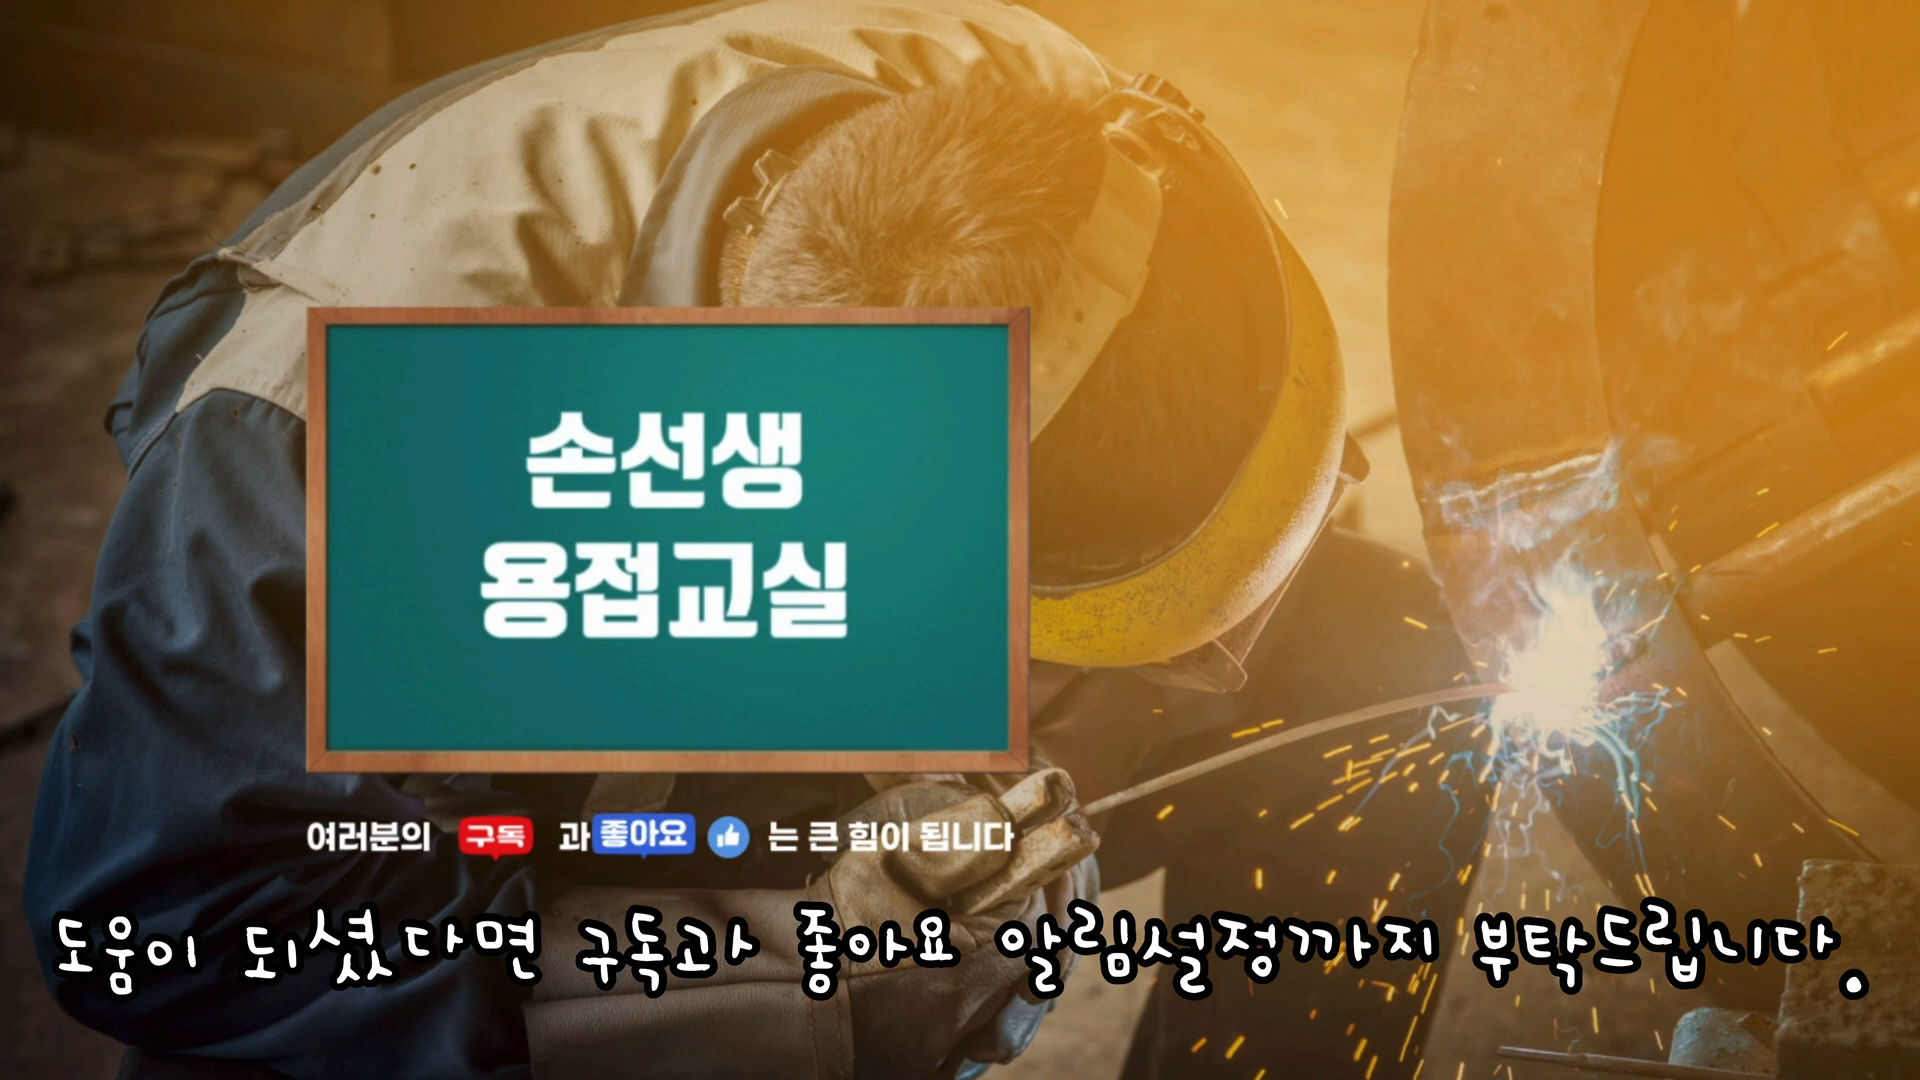 손선생
용접교실
여러분의 구독 과 좋아요 는 큰 힘이 됩니다
도움이 되셨다면 구독과 좋아요 알림설정까지 부탁드립니다.